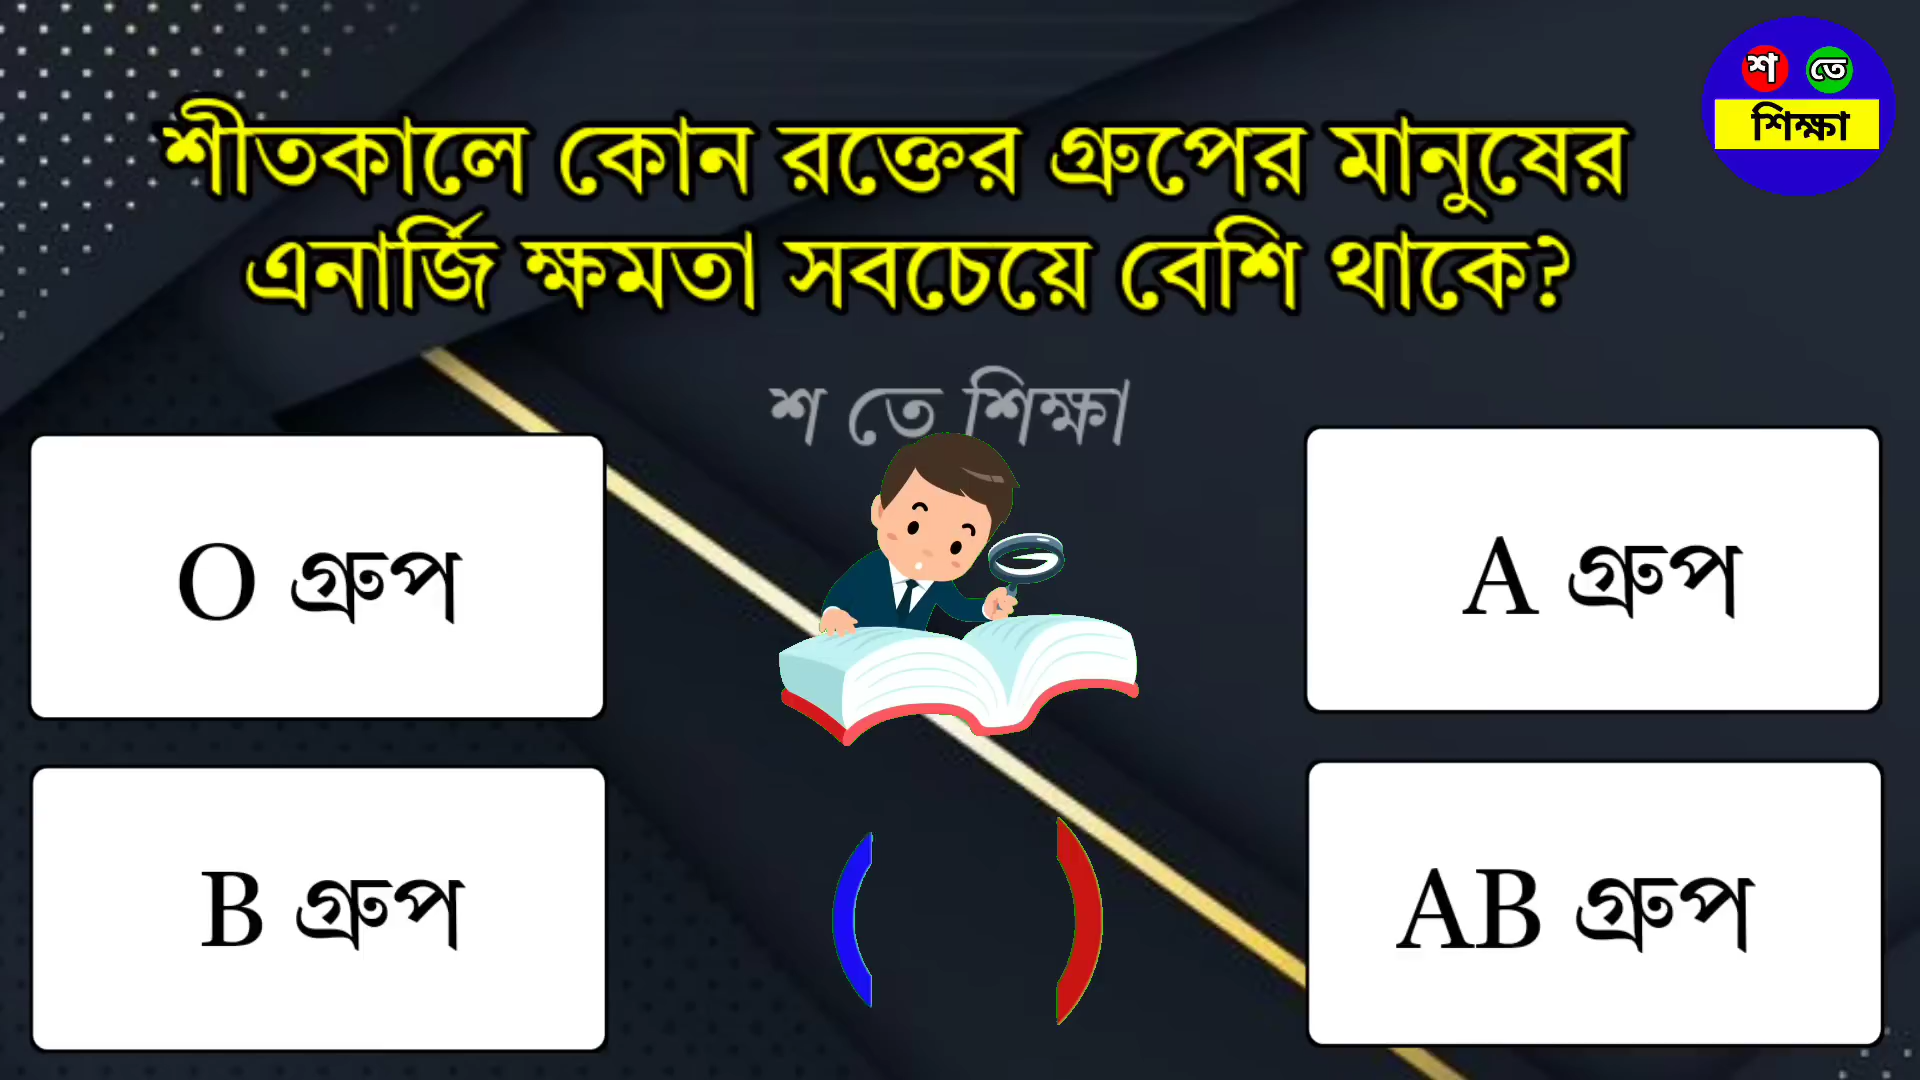 শ তে
শিক্ষা
শীতকালে কোন রক্তের গ্রুপের মানুষের
এনার্জি ক্ষমতা সবচেয়ে বেশি থাকে?
শ তে শিক্ষা
O গ্রুপ
A গ্রুপ
B গ্রুপ
AB গ্রুপ